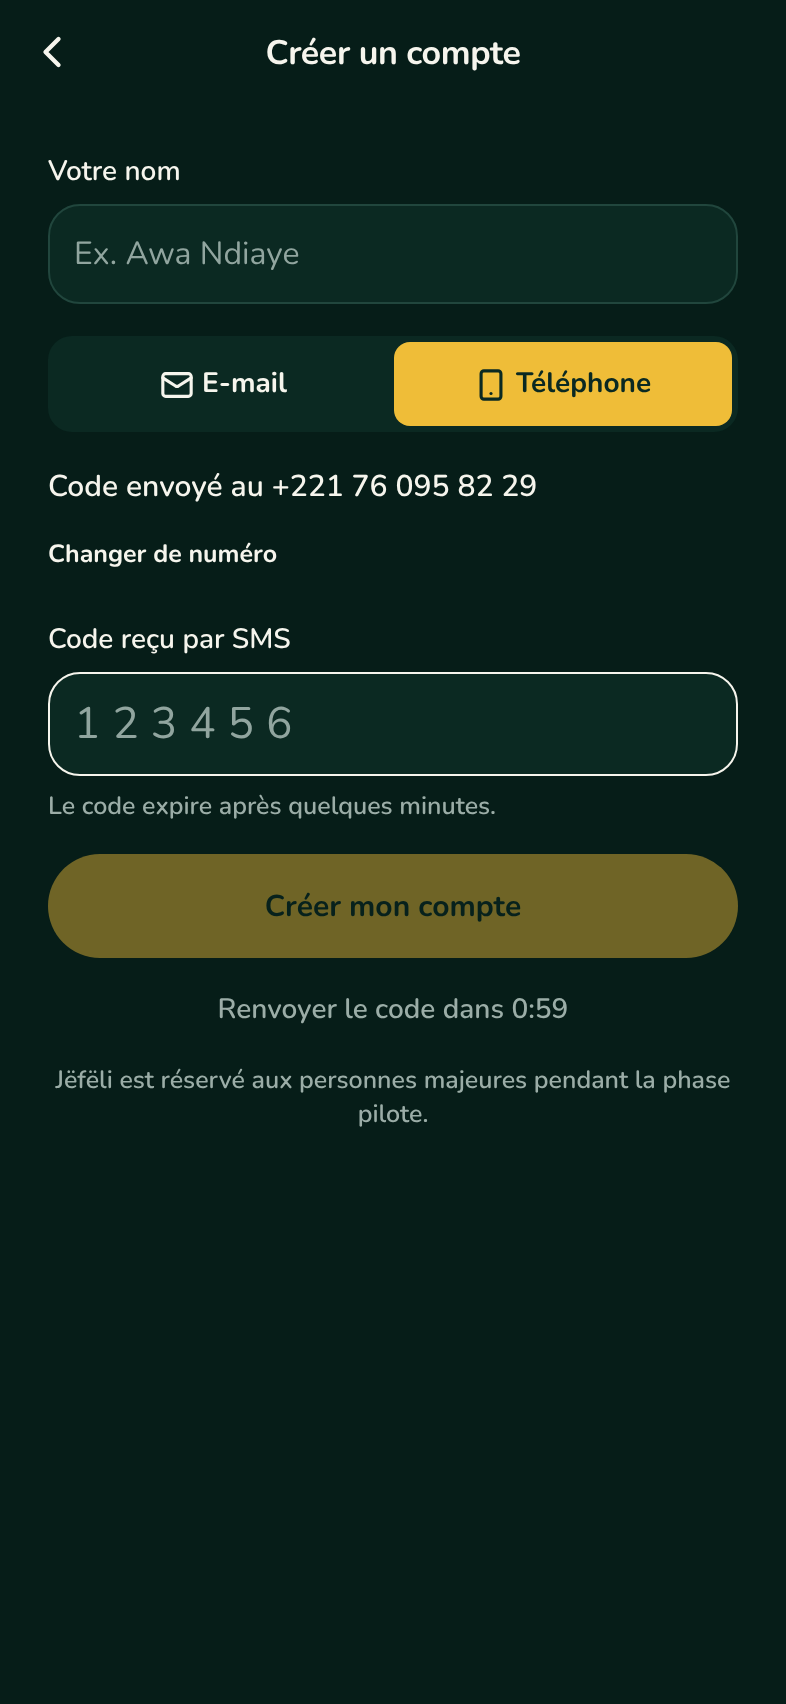 Créer un compte
Votre nom
Ex. Awa Ndiaye
E-mail
Téléphone
Code envoyé au +221 76 095 82 29
Changer de numéro
Code reçu par SMS
1 2 3 4 5 6
Le code expire après quelques minutes.
Créer mon compte
Renvoyer le code dans 0:59
Jëfëli est réservé aux personnes majeures pendant la phase
pilote.